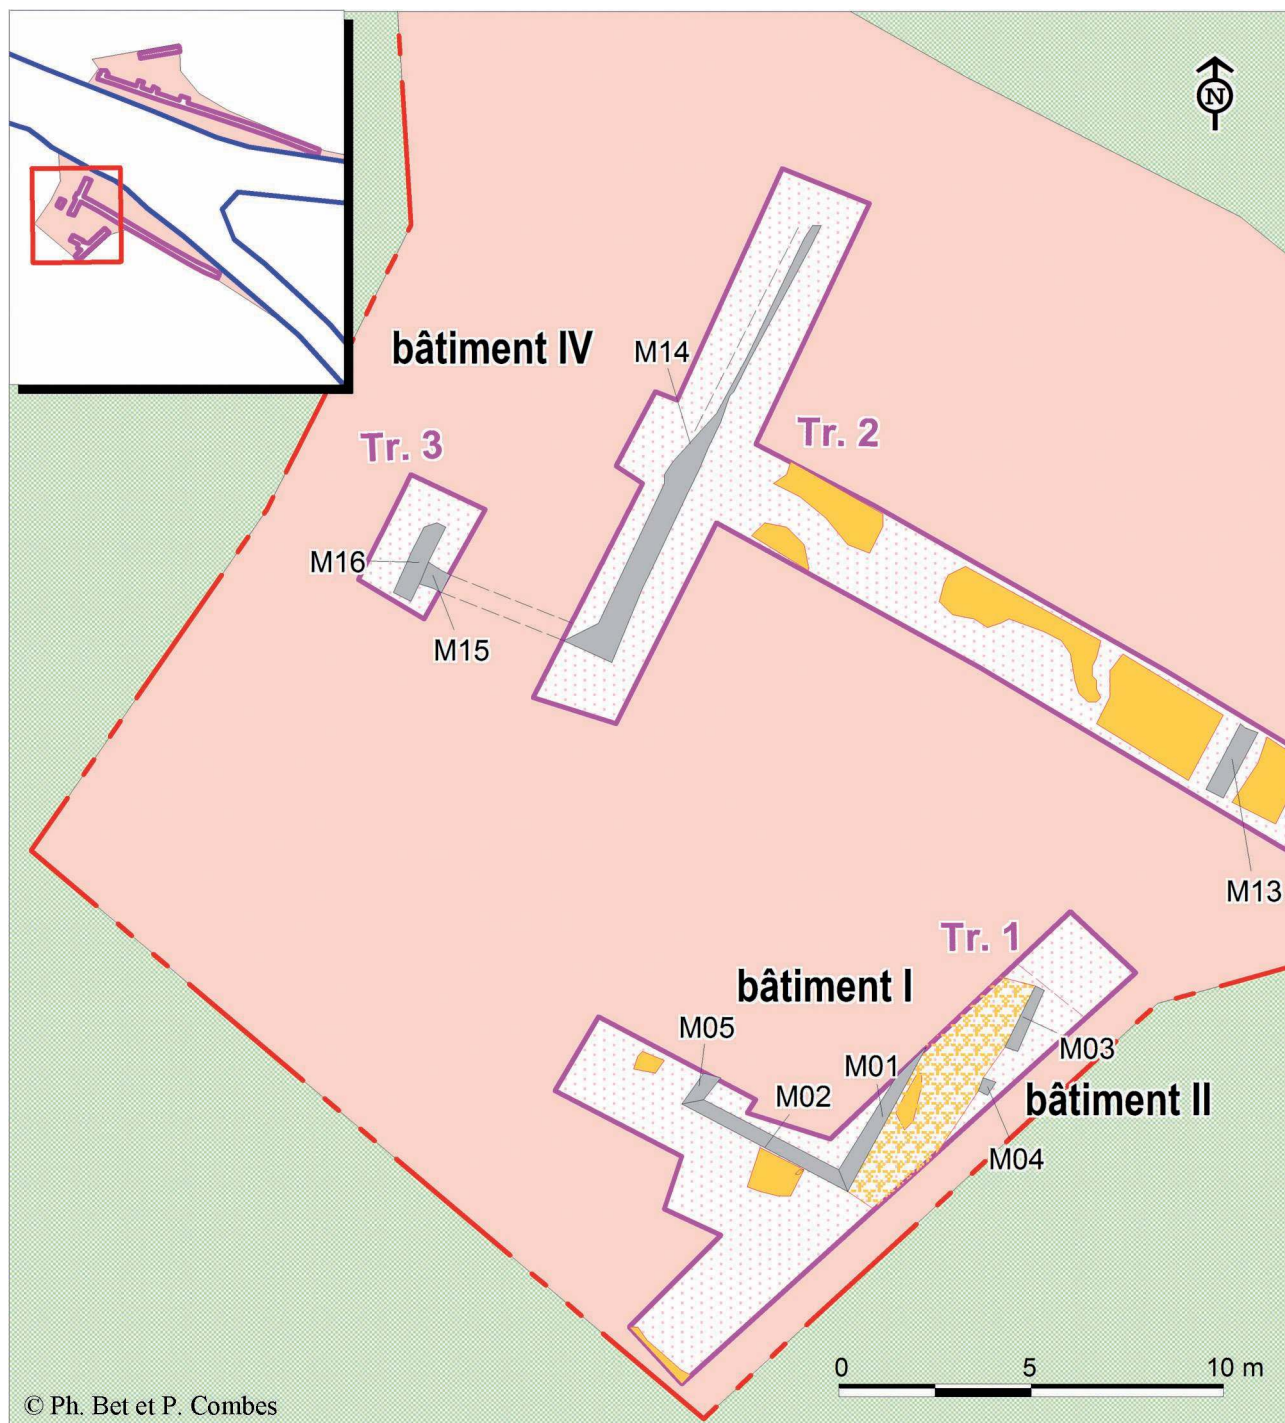 N
bâtiment IV
M14
Tr. 2
Tr. 3
M16
M15
M13
Tr. 1
bâtiment I
M05
M03
M01
M02
bâtiment II
M04
0 5 10 m
© Ph. Bet et P. Combes